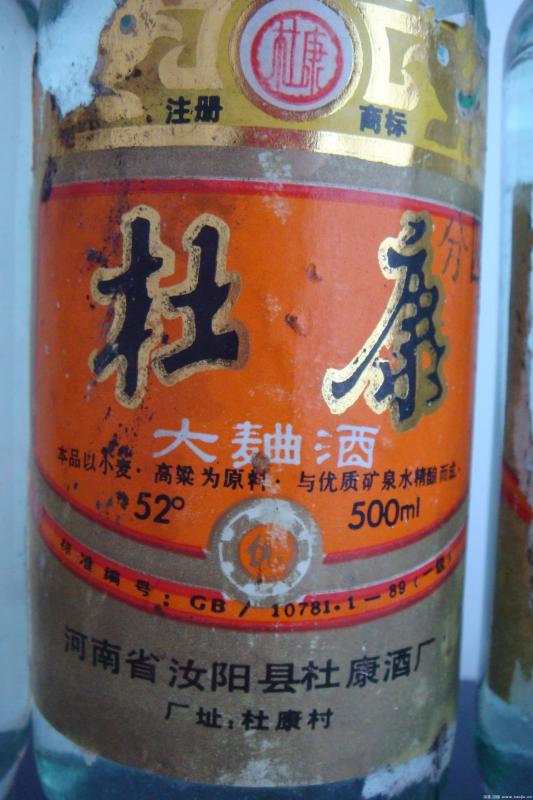 杜康
注册 商标
杜康
大麯酒
本品以小麦·高粱为原料·与优质矿泉水精酿而成·
52° 500ml
优
标准编号:GB/10781.1-89(一级)
河南省汝阳县杜康酒厂
厂址:杜康村